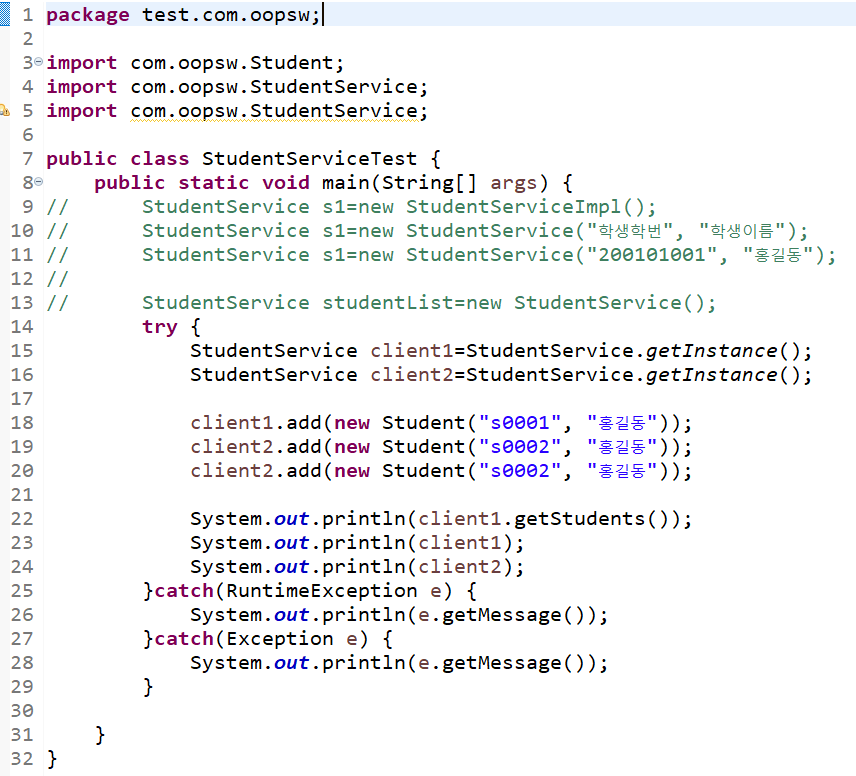 1 package test.com.oopsw;
2
3 import com.oopsw.Student;
4 import com.oopsw.StudentService;
5 import com.oopsw.StudentService;
6
7 public class StudentServiceTest {
8     public static void main(String[] args) {
9 //      StudentService s1=new StudentServiceImpl();
10 //      StudentService s1=new StudentService("학생학번", "학생이름");
11 //      StudentService s1=new StudentService("200101001", "홍길동");
12 //
13 //      StudentService studentList=new StudentService();
14         try {
15             StudentService client1=StudentService.getInstance();
16             StudentService client2=StudentService.getInstance();
17
18             client1.add(new Student("s0001", "홍길동"));
19             client2.add(new Student("s0002", "홍길동"));
20             client2.add(new Student("s0002", "홍길동"));
21
22             System.out.println(client1.getStudents());
23             System.out.println(client1);
24             System.out.println(client2);
25         }catch(RuntimeException e) {
26             System.out.println(e.getMessage());
27         }catch(Exception e) {
28             System.out.println(e.getMessage());
29         }
30
31     }
32 }